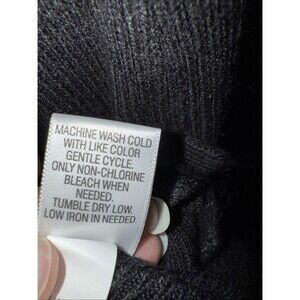 MACHINE WASH COLD
WITH LIKE COLOR
GENTLE CYCLE.
ONLY NON-CHLORINE
BLEACH WHEN
NEEDED.
TUMBLE DRY LOW.
LOW IRON IN NEEDED.